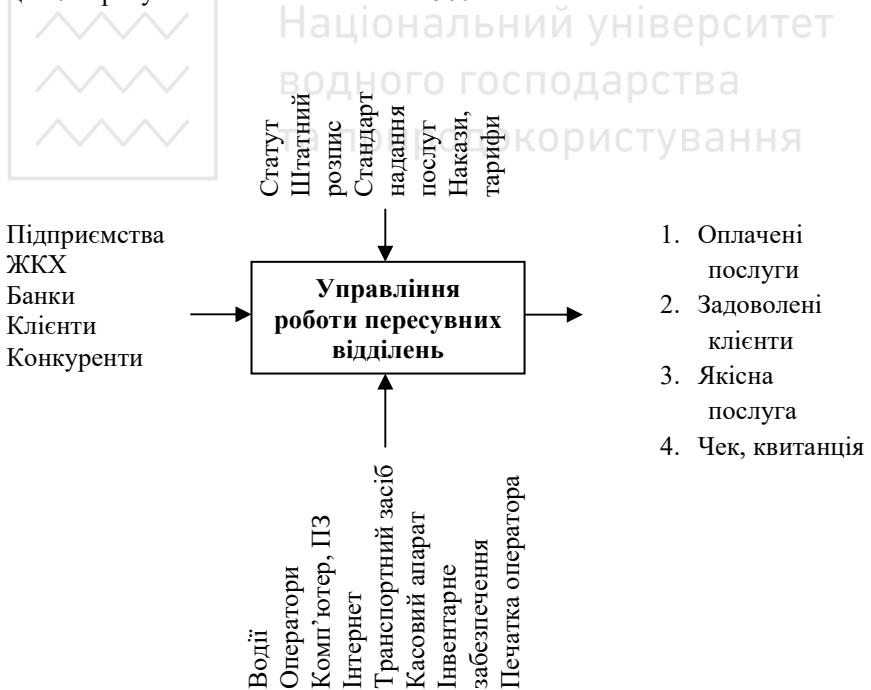 Національний університет
водного господарства
та природокористування
Статут
Штатний
розпис
Стандарт
надання
послуг
Накази,
тарифи
Підприємства
ЖКХ
Банки
Клієнти
Конкуренти
Управління
роботи пересувних
відділень
1. Оплачені
послуги
2. Задоволені
клієнти
3. Якісна
послуга
4. Чек, квитанція
Водії
Оператори
Комп’ютер, ПЗ
Інтернет
Транспортний засіб
Касовий апарат
Інвентарне
забезпечення
Печатка оператора